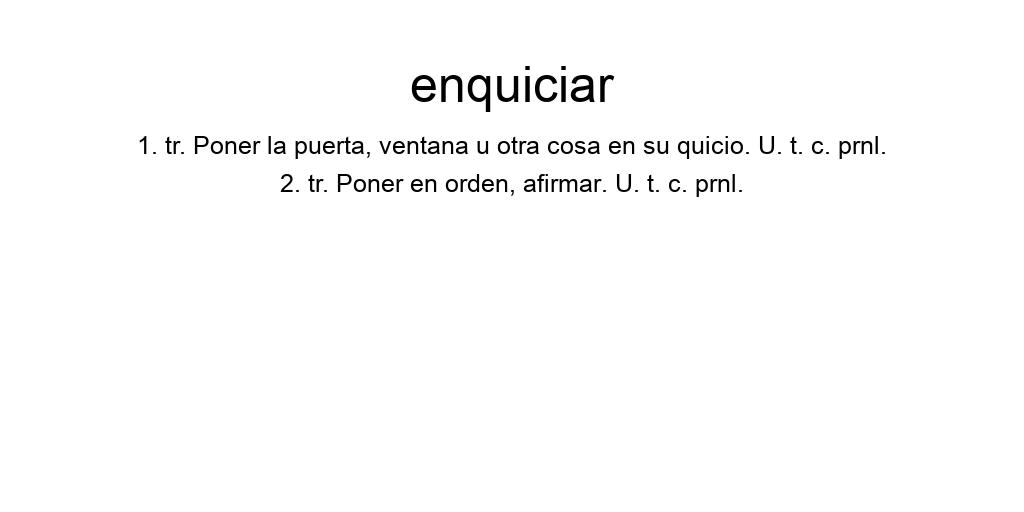 enquiciar
1. tr. Poner la puerta, ventana u otra cosa en su quicio. U. t. c. prnl.
2. tr. Poner en orden, afirmar. U. t. c. prnl.